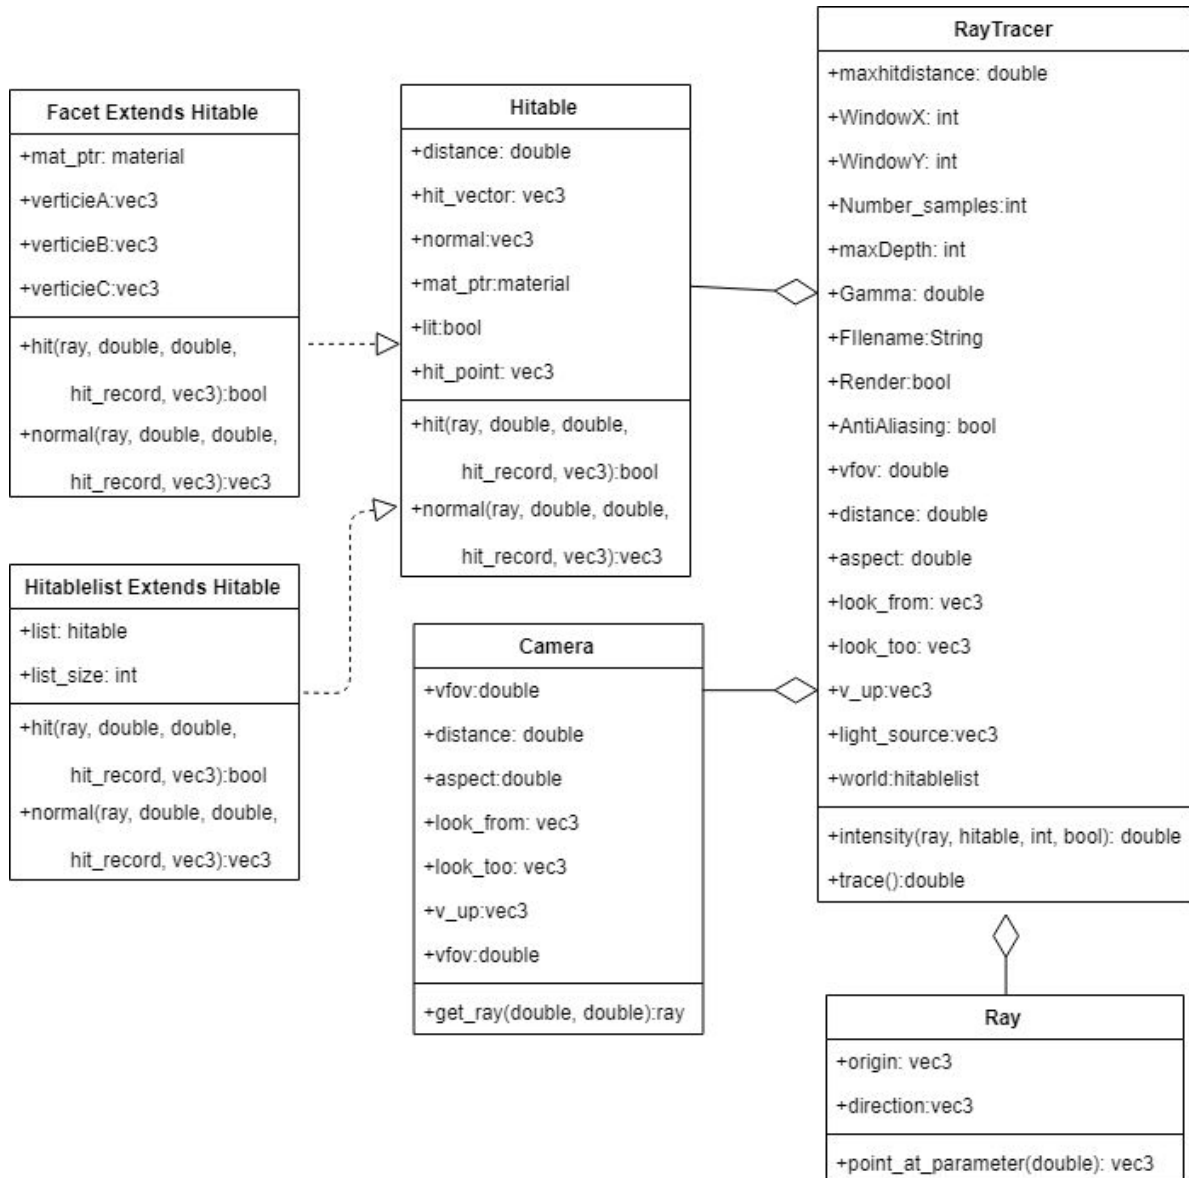 Facet Extends Hitable
+mat_ptr: material
+verticieA:vec3
+verticieB:vec3
+verticieC:vec3
+hit(ray, double, double,
hit_record, vec3):bool
+normal(ray, double, double,
hit_record, vec3):vec3
Hitablelist Extends Hitable
+list: hitable
+list_size: int
+hit(ray, double, double,
hit_record, vec3):bool
+normal(ray, double, double,
hit_record, vec3):vec3
Hitable
+distance: double
+hit_vector: vec3
+normal:vec3
+mat_ptr:material
+lit:bool
+hit_point: vec3
+hit(ray, double, double,
hit_record, vec3):bool
+normal(ray, double, double,
hit_record, vec3):vec3
Camera
+vfov:double
+distance: double
+aspect:double
+look_from: vec3
+look_too: vec3
+v_up:vec3
+vfov:double
+get_ray(double, double):ray
RayTracer
+maxhitdistance: double
+WindowX: int
+WindowY: int
+Number_samples:int
+maxDepth: int
+Gamma: double
+FIlename:String
+Render:bool
+AntiAliasing: bool
+vfov: double
+distance: double
+aspect: double
+look_from: vec3
+look_too: vec3
+v_up:vec3
+light_source:vec3
+world:hitablelist
+intensity(ray, hitable, int, bool): double
+trace():double
Ray
+origin: vec3
+direction:vec3
+point_at_parameter(double): vec3